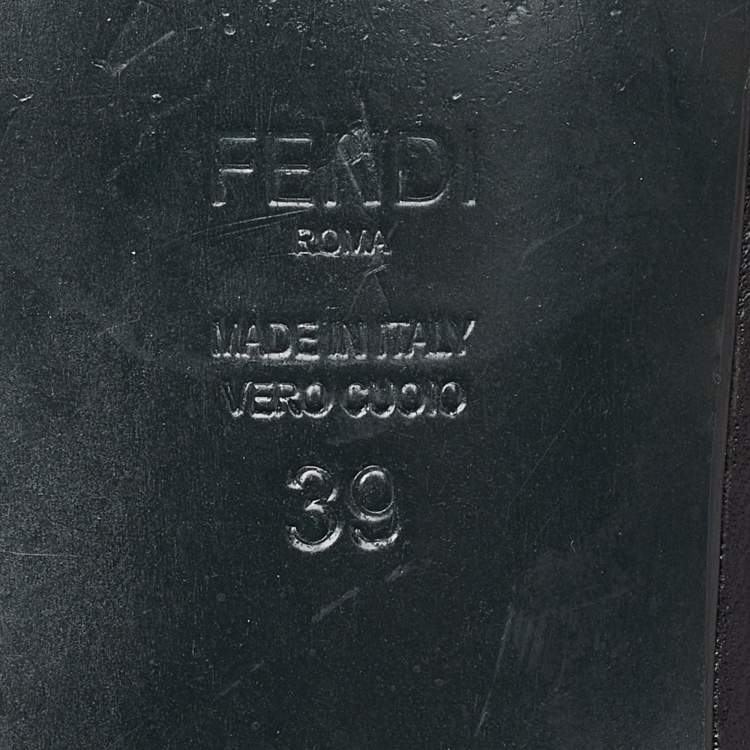 FENDI
ROMA
MADE IN ITALY
VERO CUOIO
39